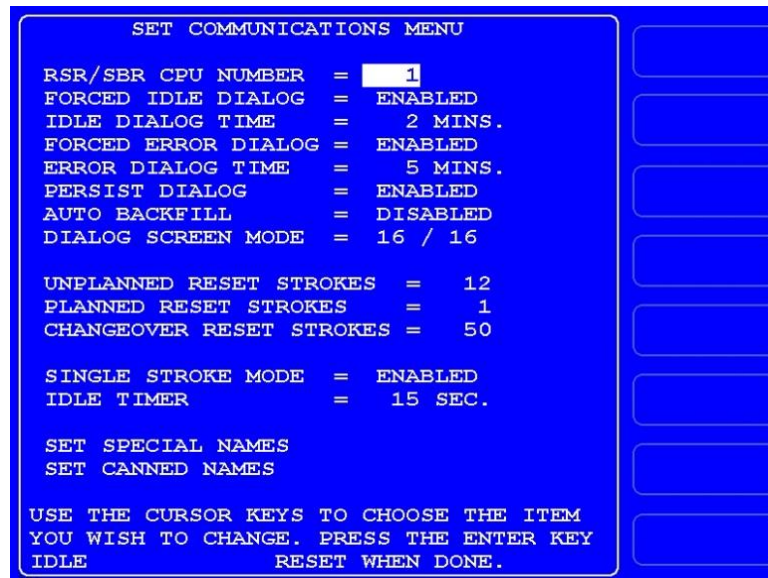 SET COMMUNICATIONS MENU
RSR/SBR CPU NUMBER = 1
FORCED IDLE DIALOG = ENABLED
IDLE DIALOG TIME = 2 MINS.
FORCED ERROR DIALOG = ENABLED
ERROR DIALOG TIME = 5 MINS.
PERSIST DIALOG = ENABLED
AUTO BACKFILL = DISABLED
DIALOG SCREEN MODE = 16 / 16
UNPLANNED RESET STROKES = 12
PLANNED RESET STROKES = 1
CHANGEOVER RESET STROKES = 50
SINGLE STROKE MODE = ENABLED
IDLE TIMER = 15 SEC.
SET SPECIAL NAMES
SET CANNED NAMES
USE THE CURSOR KEYS TO CHOOSE THE ITEM
YOU WISH TO CHANGE. PRESS THE ENTER KEY
IDLE RESET WHEN DONE.